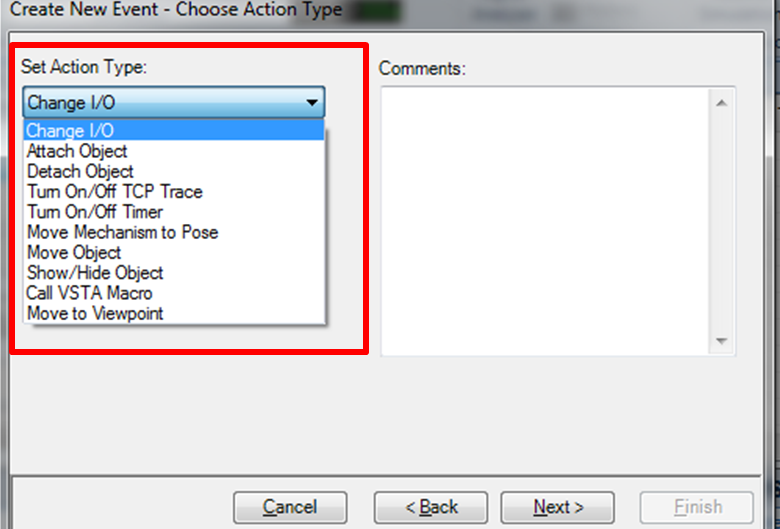 Create New Event - Choose Action Type
Set Action Type:
Change I/O
Change I/O
Attach Object
Detach Object
Turn On/Off TCP Trace
Turn On/Off Timer
Move Mechanism to Pose
Move Object
Show/Hide Object
Call VSTA Macro
Move to Viewpoint
Comments:
Cancel
< Back
Next >
Finish